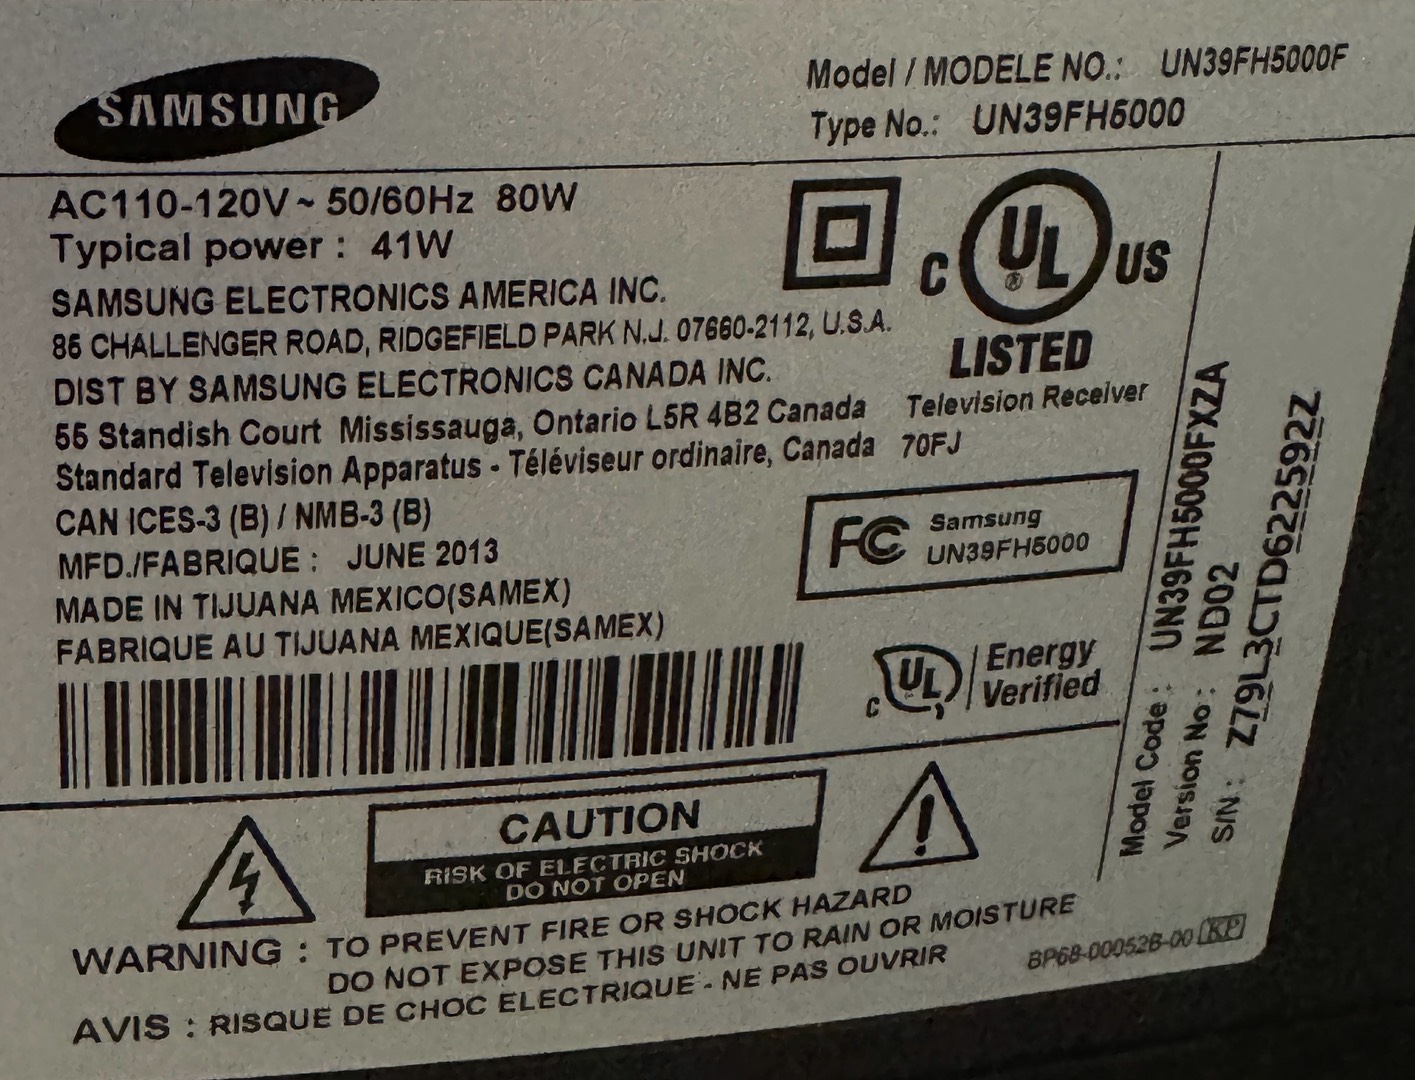 SAMSUNG
Model / MODELE NO.: UN39FH5000F
Type No.: UN39FH5000
AC110-120V ~ 50/60Hz 80W
Typical power : 41W
SAMSUNG ELECTRONICS AMERICA INC.
85 CHALLENGER ROAD, RIDGEFIELD PARK N.J. 07660-2112, U.S.A.
DIST BY SAMSUNG ELECTRONICS CANADA INC.
55 Standish Court Mississauga, Ontario L5R 4B2 Canada
Standard Television Apparatus - Téléviseur ordinaire, Canada
CAN ICES-3 (B) / NMB-3 (B)
MFD./FABRIQUE : JUNE 2013
MADE IN TIJUANA MEXICO(SAMEX)
FABRIQUE AU TIJUANA MEXIQUE(SAMEX)
C UL ® US
LISTED
Television Receiver
70FJ
FC Samsung
UN39FH5000
C UL Energy
Verified
Model Code : UN39FH5000FXZA
Version No : ND02
S/N : Z79L3CTD622592Z
CAUTION
RISK OF ELECTRIC SHOCK
DO NOT OPEN
WARNING : TO PREVENT FIRE OR SHOCK HAZARD
DO NOT EXPOSE THIS UNIT TO RAIN OR MOISTURE
AVIS : RISQUE DE CHOC ELECTRIQUE - NE PAS OUVRIR
BP68-00052B-00 KP